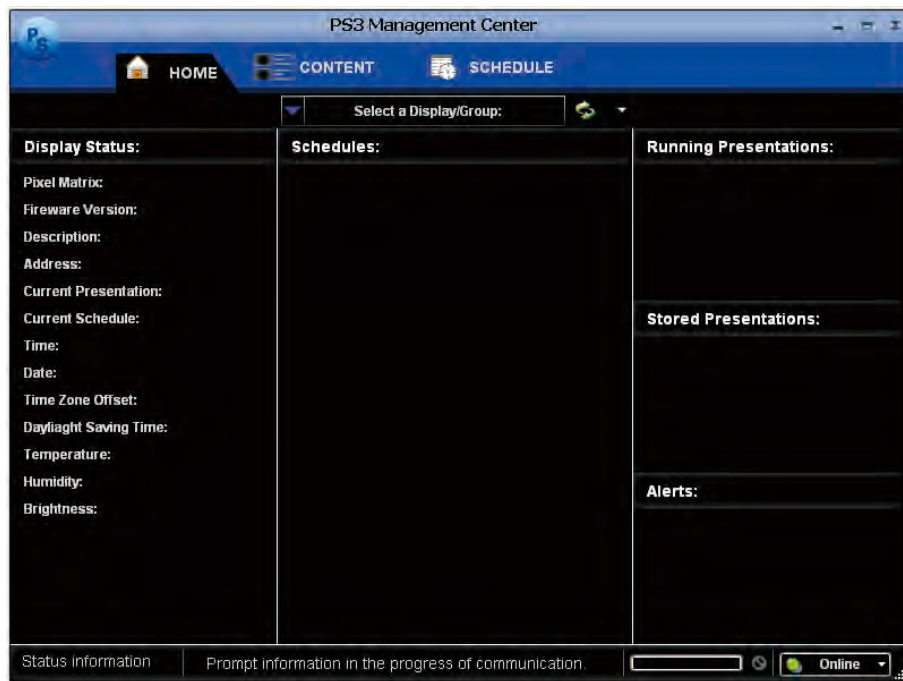 PS3 Management Center
Ps
HOME
CONTENT
SCHEDULE
Select a Display/Group:
Display Status:
Pixel Matrix:
Fireware Version:
Description:
Address:
Current Presentation:
Current Schedule:
Time:
Date:
Time Zone Offset:
Dayliaght Saving Time:
Temperature:
Humidity:
Brightness:
Schedules:
Running Presentations:
Stored Presentations:
Alerts:
Status information
Prompt information in the progress of communication.
Online